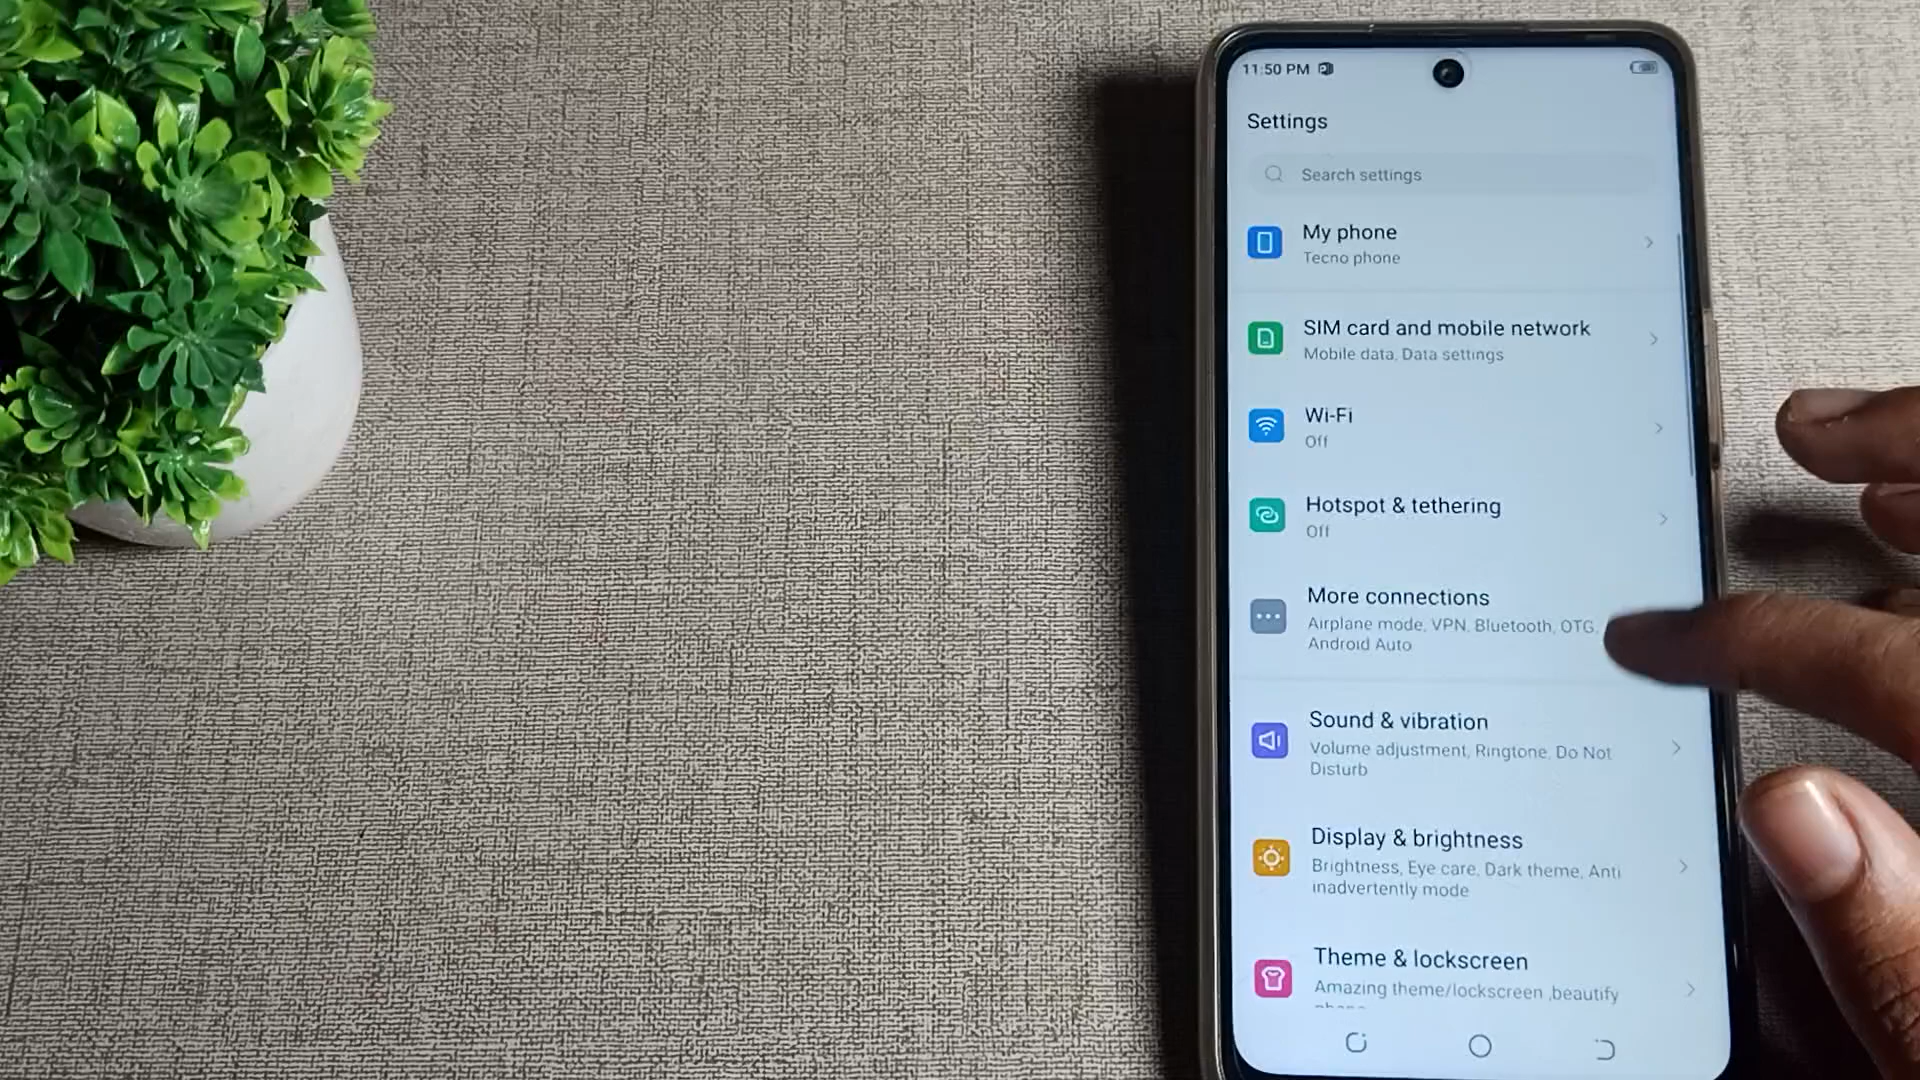 11:50 PM
Settings
Search settings
My phone
Tecno phone
SIM card and mobile network
Mobile data, Data settings
Wi-Fi
Off
Hotspot & tethering
Off
More connections
Airplane mode, VPN, Bluetooth, OTG,
Android Auto
Sound & vibration
Volume adjustment, Ringtone, Do Not
Disturb
Display & brightness
Brightness, Eye care, Dark theme, Anti
inadvertently mode
Theme & lockscreen
Amazing theme/lockscreen ,beautify